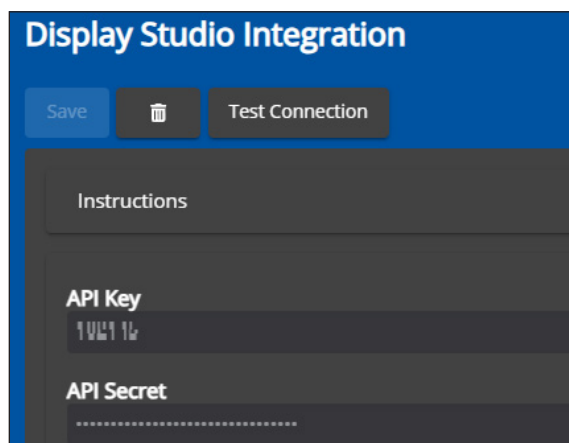 Display Studio Integration
Save
Test Connection
Instructions
API Key
API Secret